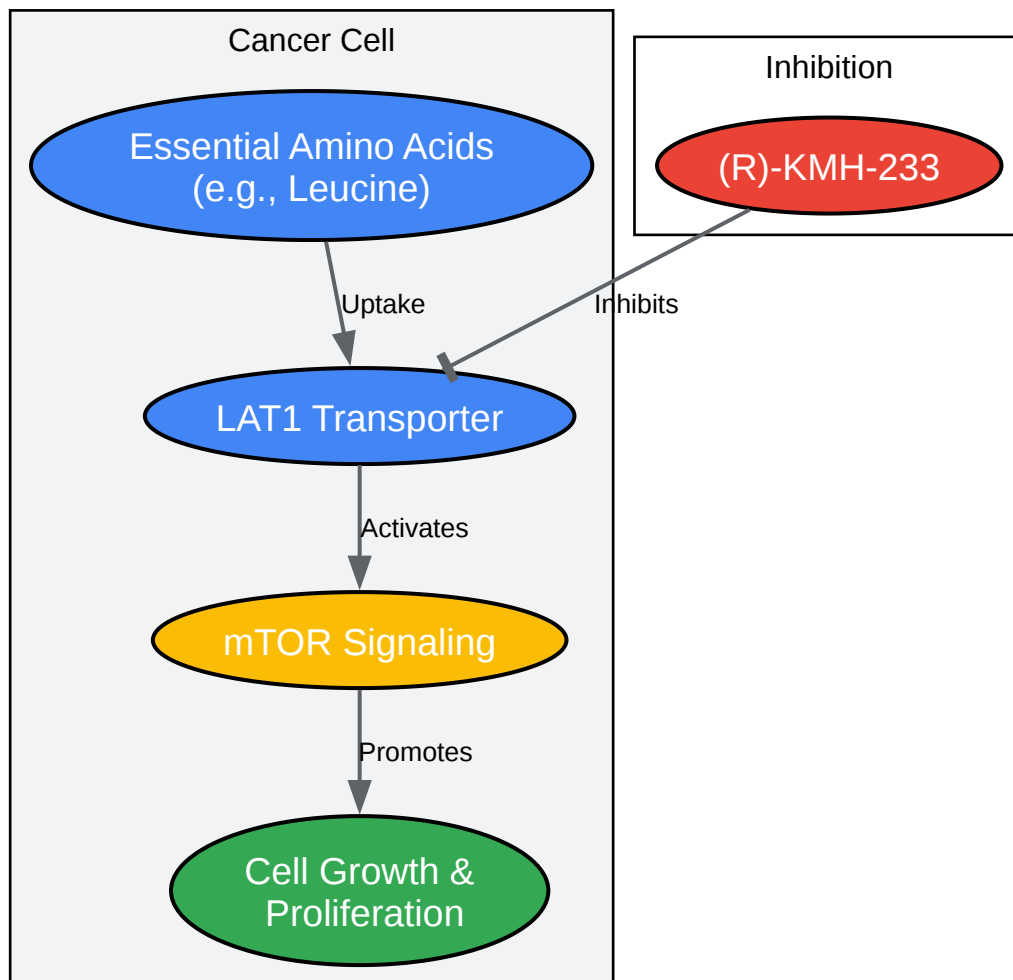 Cancer Cell
Inhibition
Essential Amino Acids
(e.g., Leucine)
(R)-KMH-233
Uptake
Inhibits
LAT1 Transporter
Activates
mTOR Signaling
Promotes
Cell Growth &
Proliferation